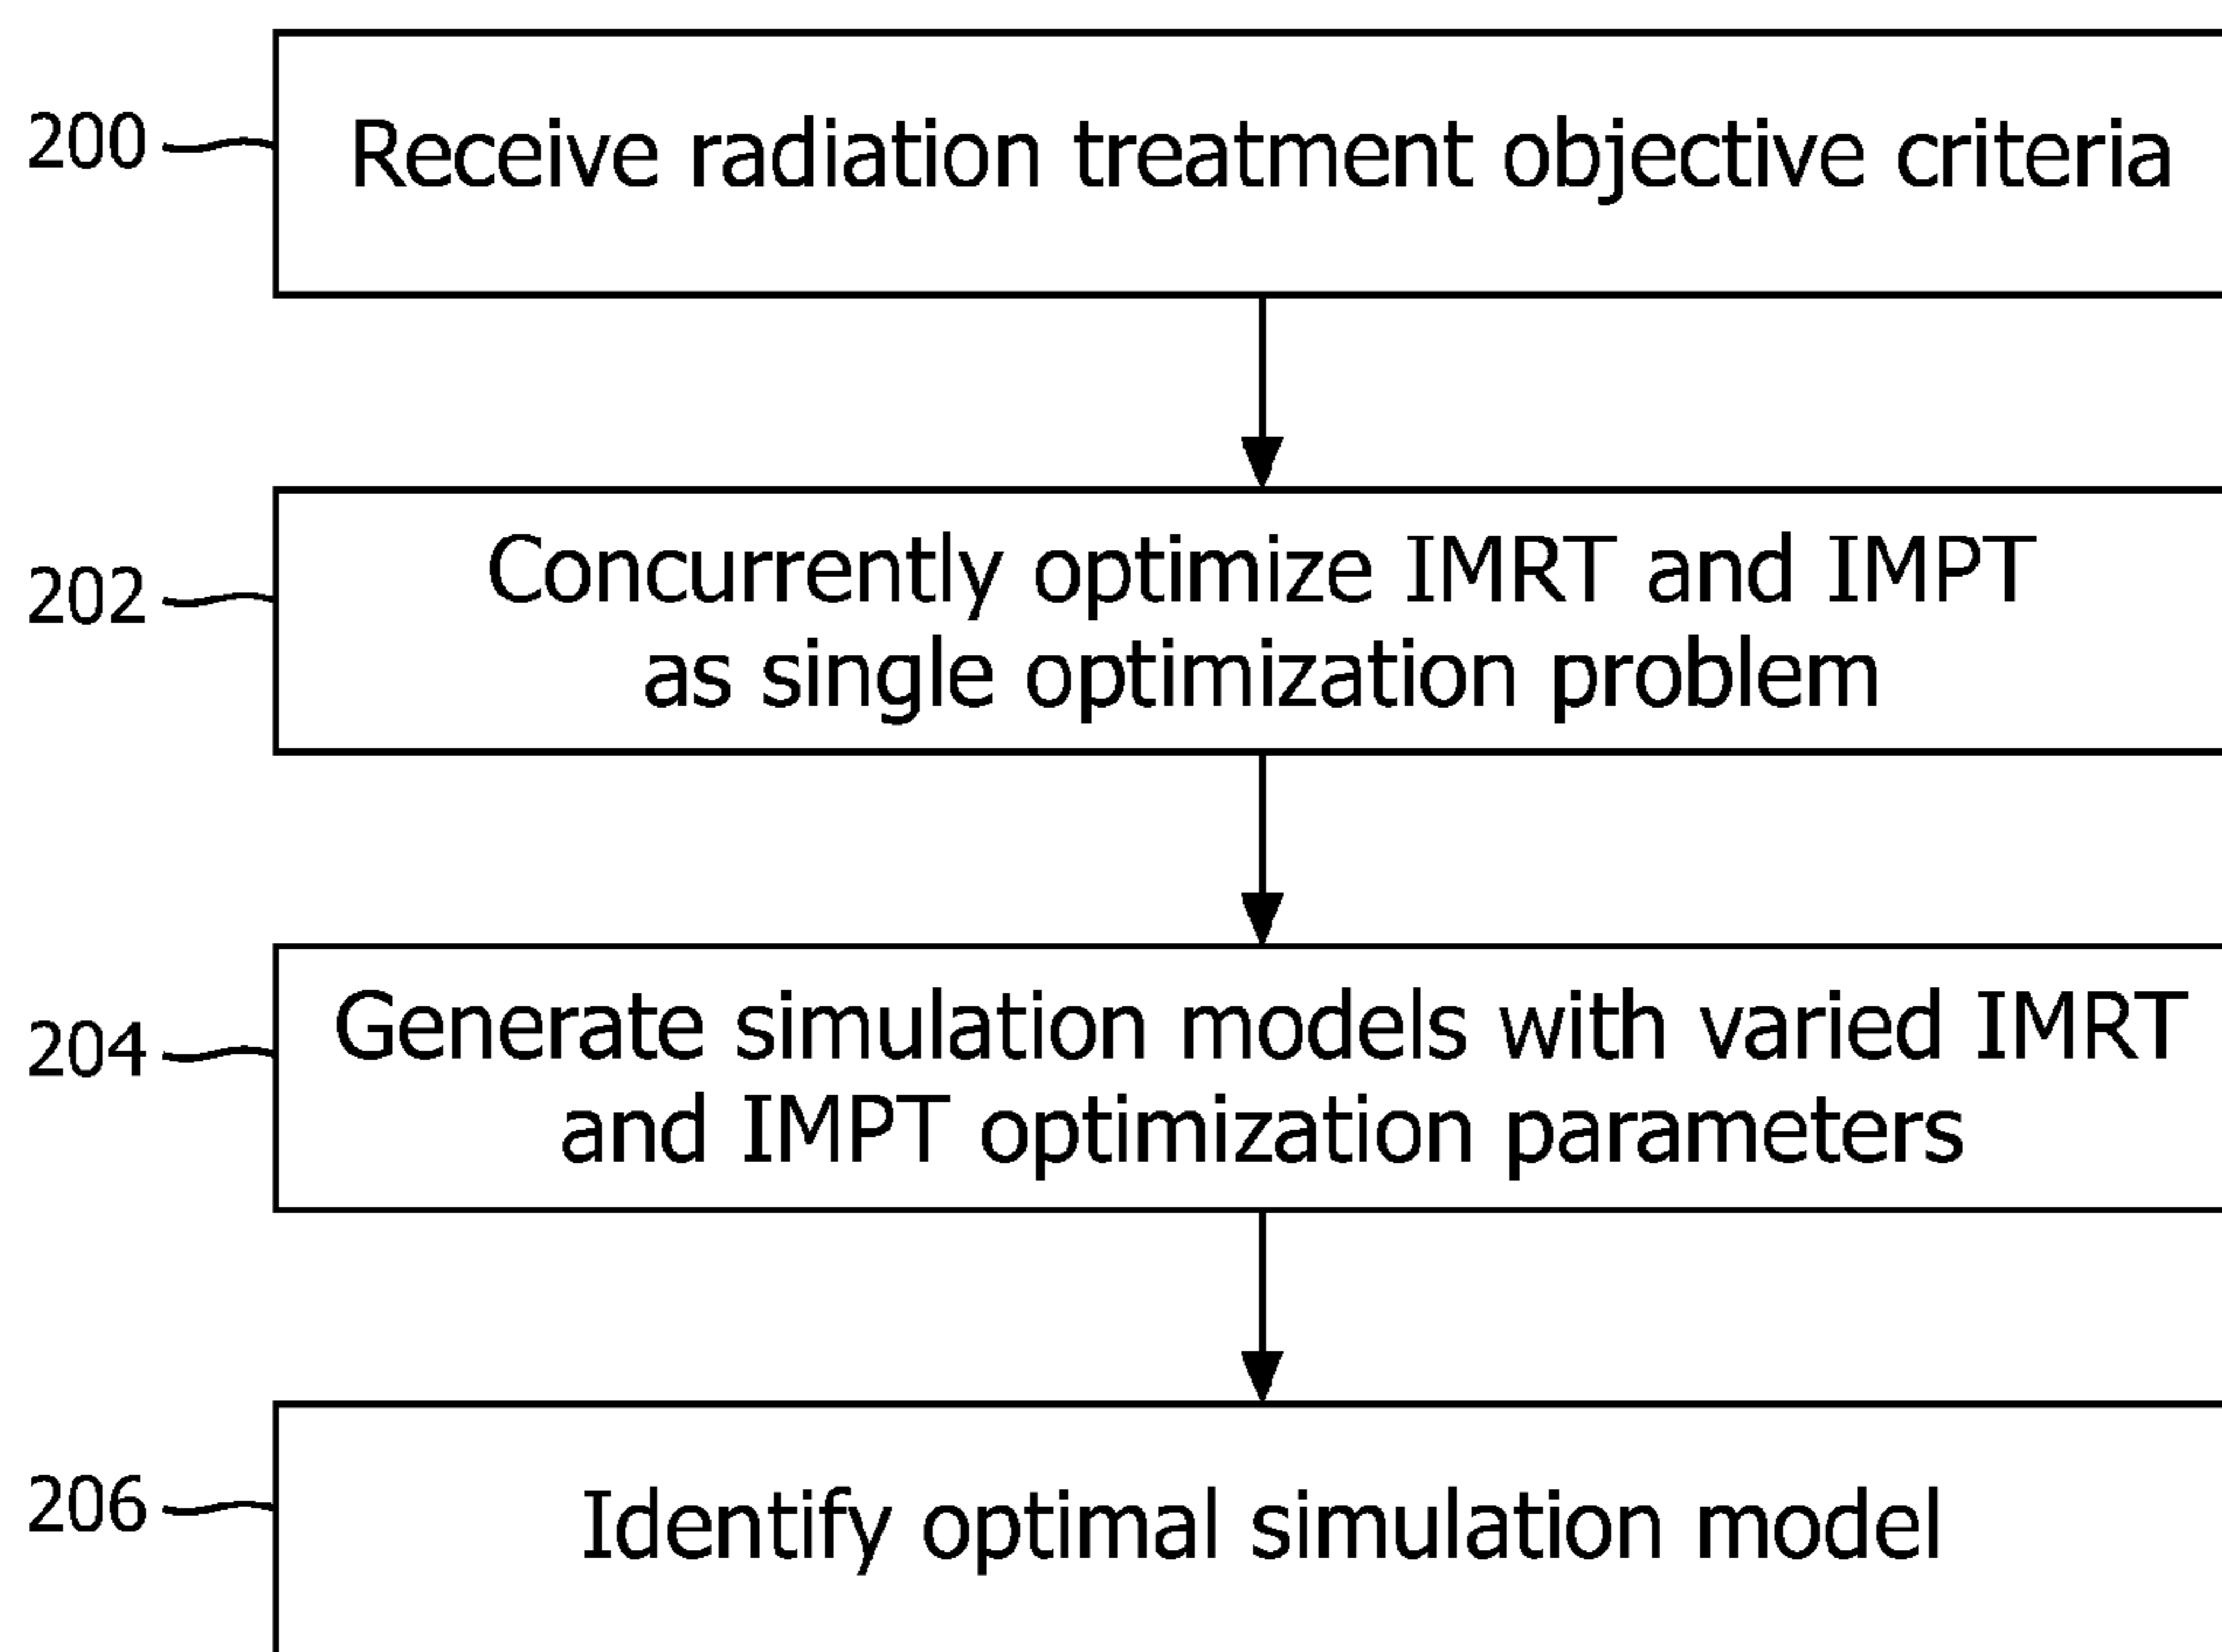 200
Receive radiation treatment objective criteria
202
Concurrently optimize IMRT and IMPT
as single optimization problem
204
Generate simulation models with varied IMRT
and IMPT optimization parameters
206
Identify optimal simulation model